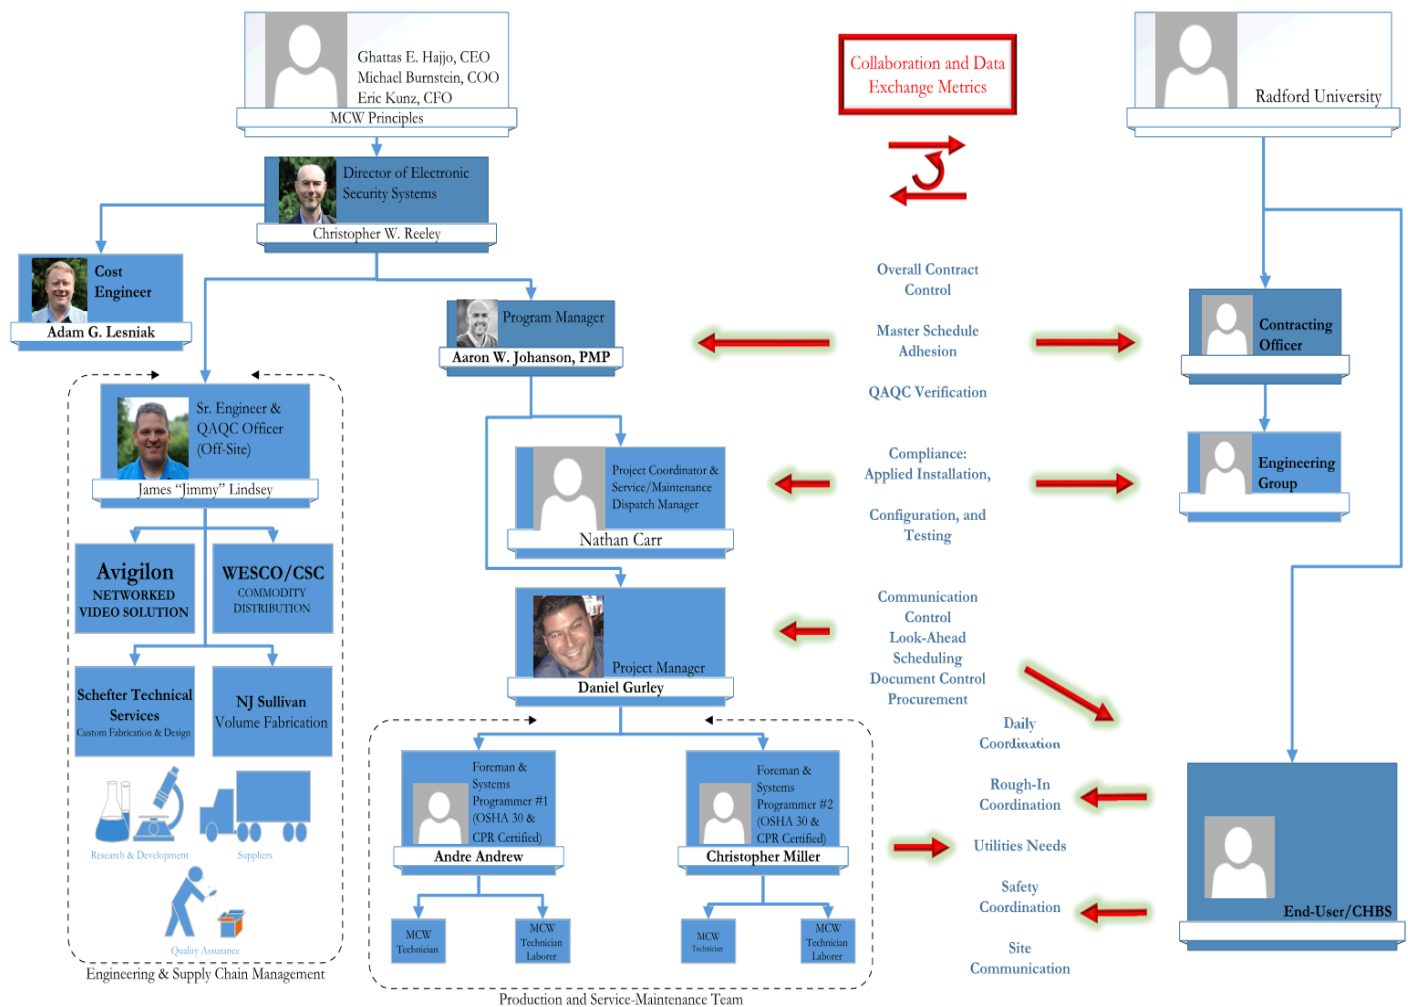 Ghattas E. Hajjo, CEO
Michael Burnstein, COO
Eric Kunz, CFO
MCW Principles
Collaboration and Data
Exchange Metrics
Radford University
Director of Electronic
Security Systems
Christopher W. Reeley
Cost
Engineer
Adam G. Lesniak
Program Manager
Aaron W. Johanson, PMP
Overall Contract
Control
Master Schedule
Adhesion
QAQC Verification
Contracting
Officer
Sr. Engineer &
QAQC Officer
(Off-Site)
James “Jimmy” Lindsey
Project Coordinator &
Service/Maintenance
Dispatch Manager
Nathan Carr
Compliance:
Applied Installation,
Configuration, and
Testing
Engineering
Group
Avigilon
NETWORKED
VIDEO SOLUTION
WESCO/CSC
COMMODITY
DISTRIBUTION
Project Manager
Daniel Gurley
Communication
Control
Look-Ahead
Scheduling
Document Control
Procurement
Schefter Technical
Services
Custom Fabrication & Design
NJ Sullivan
Volume Fabrication
Daily
Coordination
Rough-In
Coordination
Utilities Needs
Safety
Coordination
Site
Communication
Foreman &
Systems
Programmer #1
(OSHA 30 &
CPR Certified)
Andre Andrew
Foreman &
Systems
Programmer #2
(OSHA 30 &
CPR Certified)
Christopher Miller
Research & Development
Suppliers
Quality Assurance
Engineering & Supply Chain Management
MCW
Technician
MCW
Technician
Laborer
MCW
Technician
MCW
Technician
Laborer
Production and Service-Maintenance Team
End-User/CHBS